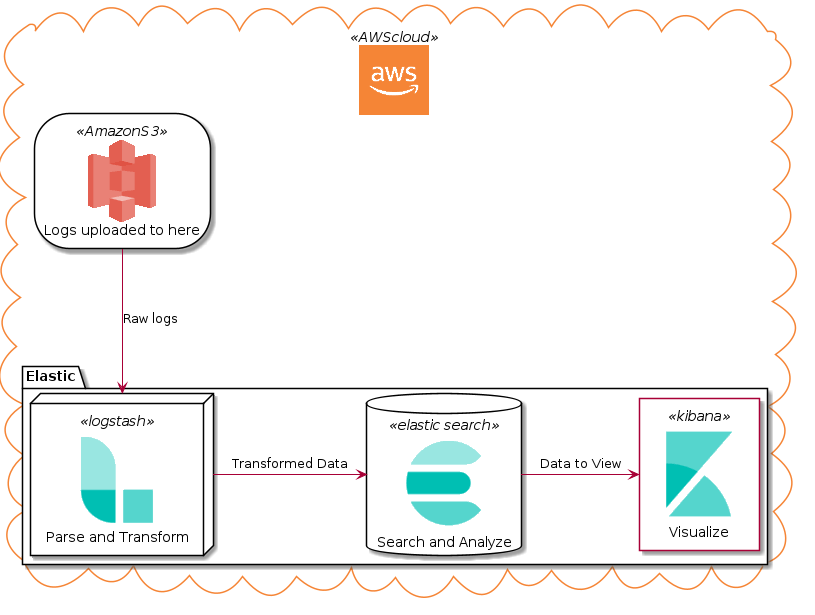 «AWScloud»
aws
«AmazonS3»
Logs uploaded to here
Raw logs
Elastic
«logstash»
Parse and Transform
Transformed Data
«elastic search»
Search and Analyze
Data to View
«kibana»
Visualize